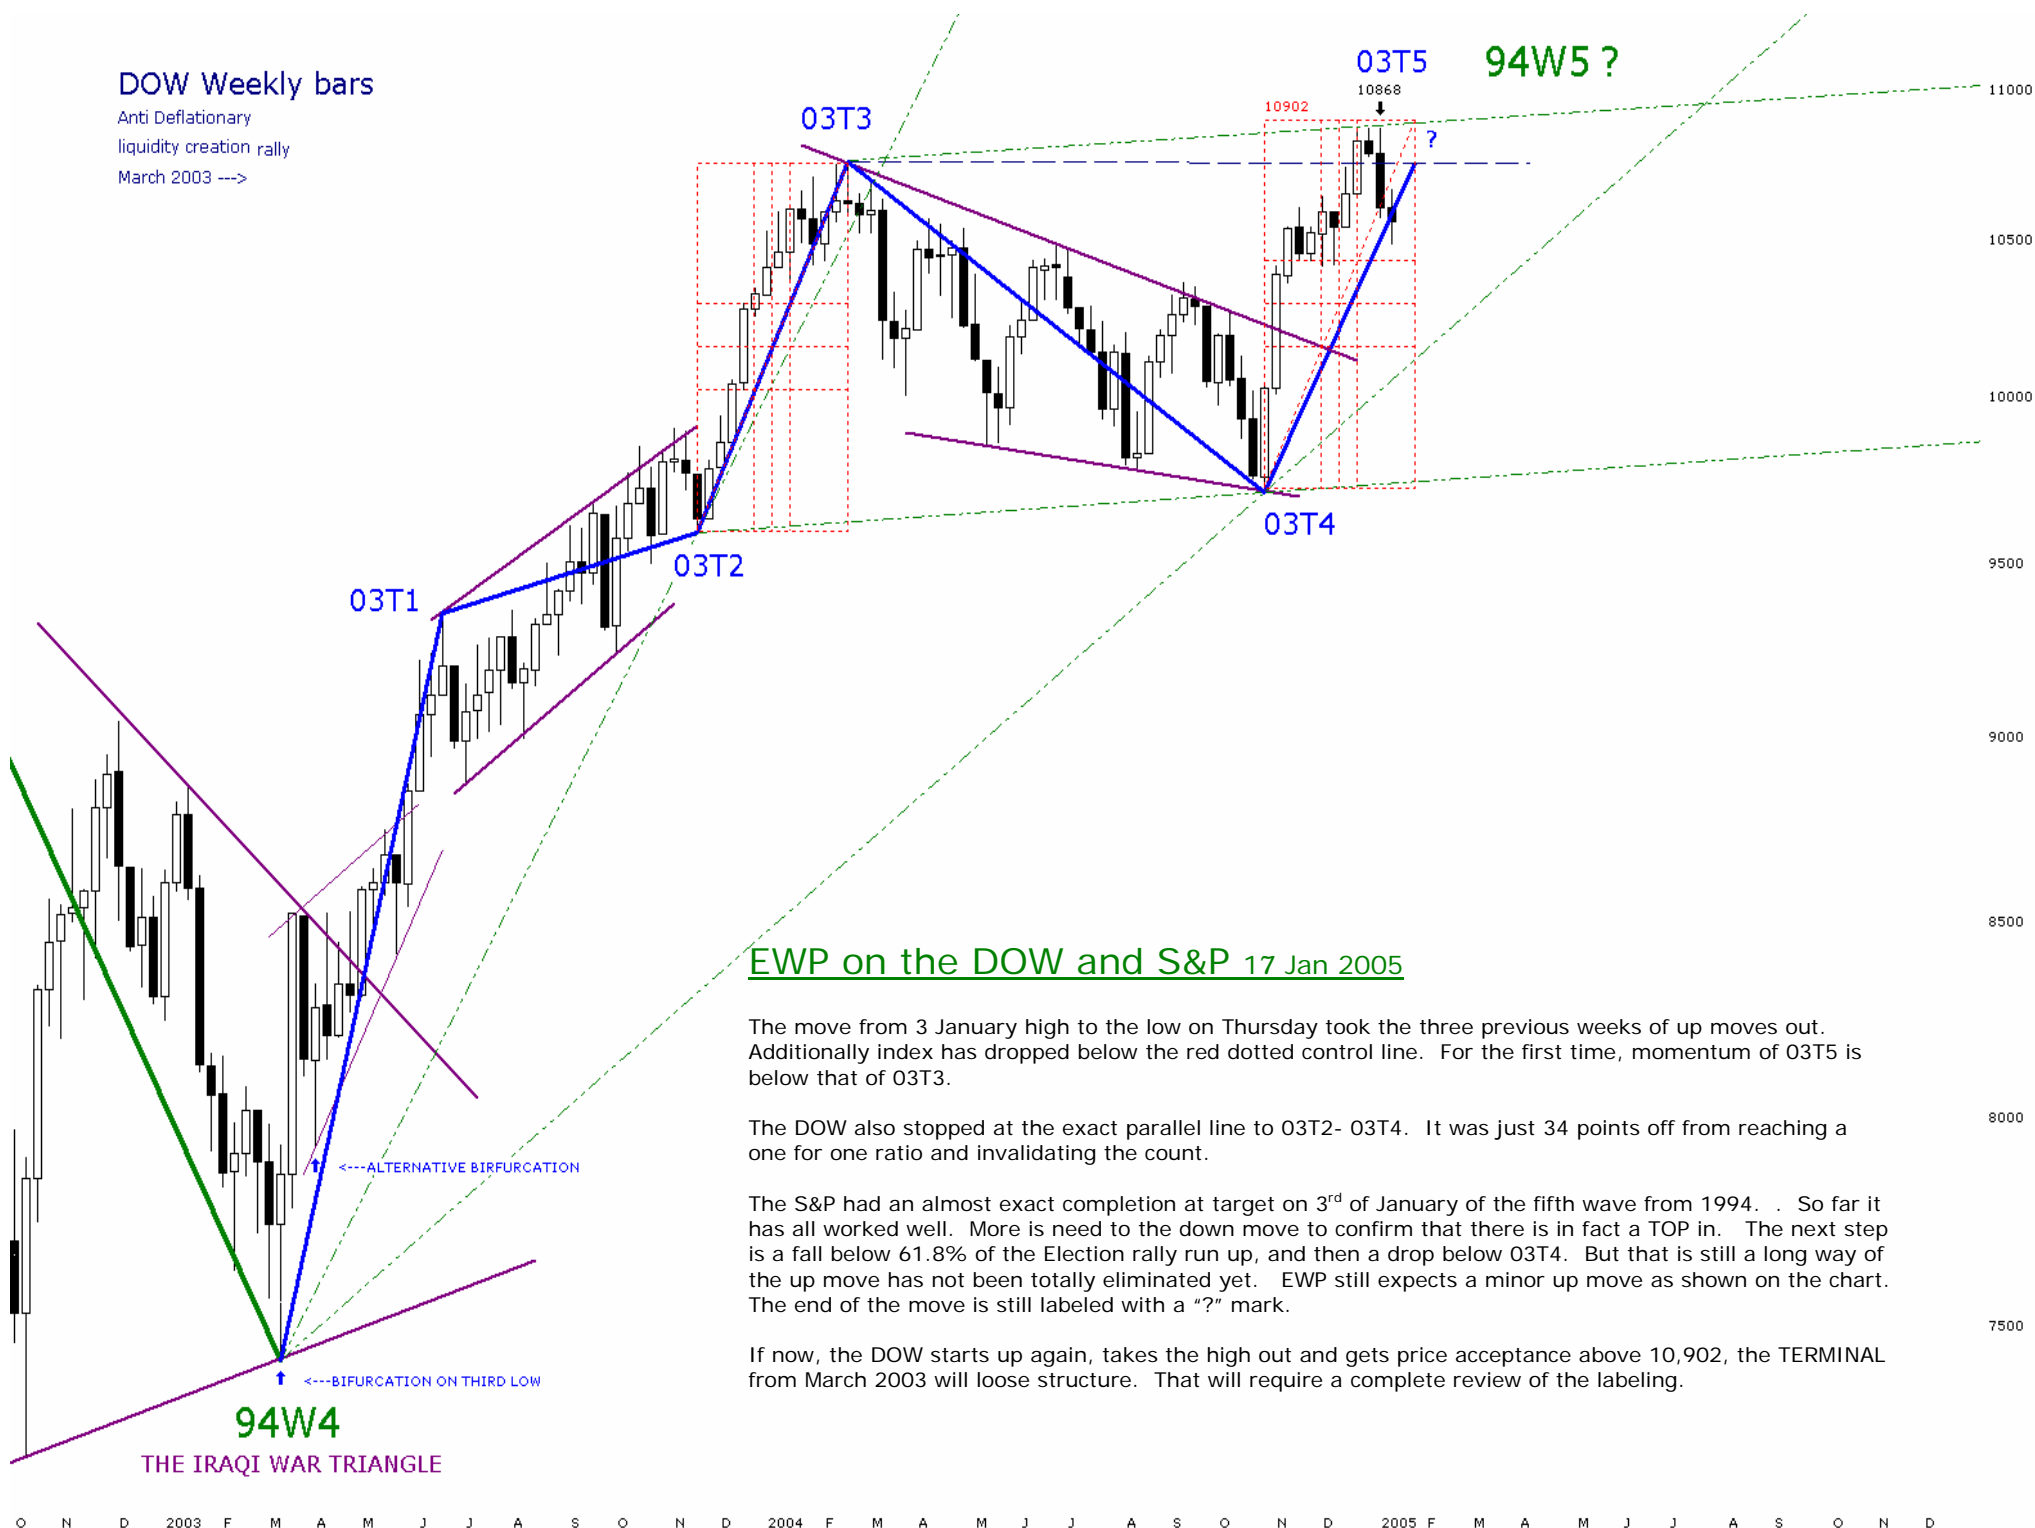 DOW Weekly bars
Anti Deflationary
liquidity creation rally
March 2003 --->
03T3
03T5
94W5 ?
10868
10902
?
11000
10500
10000
9500
9000
8500
8000
7500
03T1
03T2
03T4
<---ALTERNATIVE BIRFURCATION
<---BIFURCATION ON THIRD LOW
94W4
THE IRAQI WAR TRIANGLE
EWP on the DOW and S&P 17 Jan 2005
The move from 3 January high to the low on Thursday took the three previous weeks of up moves out.
Additionally index has dropped below the red dotted control line. For the first time, momentum of 03T5 is
below that of 03T3.
The DOW also stopped at the exact parallel line to 03T2- 03T4. It was just 34 points off from reaching a
one for one ratio and invalidating the count.
The S&P had an almost exact completion at target on 3rd of January of the fifth wave from 1994. . So far it
has all worked well. More is need to the down move to confirm that there is in fact a TOP in. The next step
is a fall below 61.8% of the Election rally run up, and then a drop below 03T4. But that is still a long way of
the up move has not been totally eliminated yet. EWP still expects a minor up move as shown on the chart.
The end of the move is still labeled with a “?” mark.
If now, the DOW starts up again, takes the high out and gets price acceptance above 10,902, the TERMINAL
from March 2003 will loose structure. That will require a complete review of the labeling.
O N D 2003 F M A M J J A S O N D 2004 F M A M J J A S O N D 2005 F M A M J J A S O N D